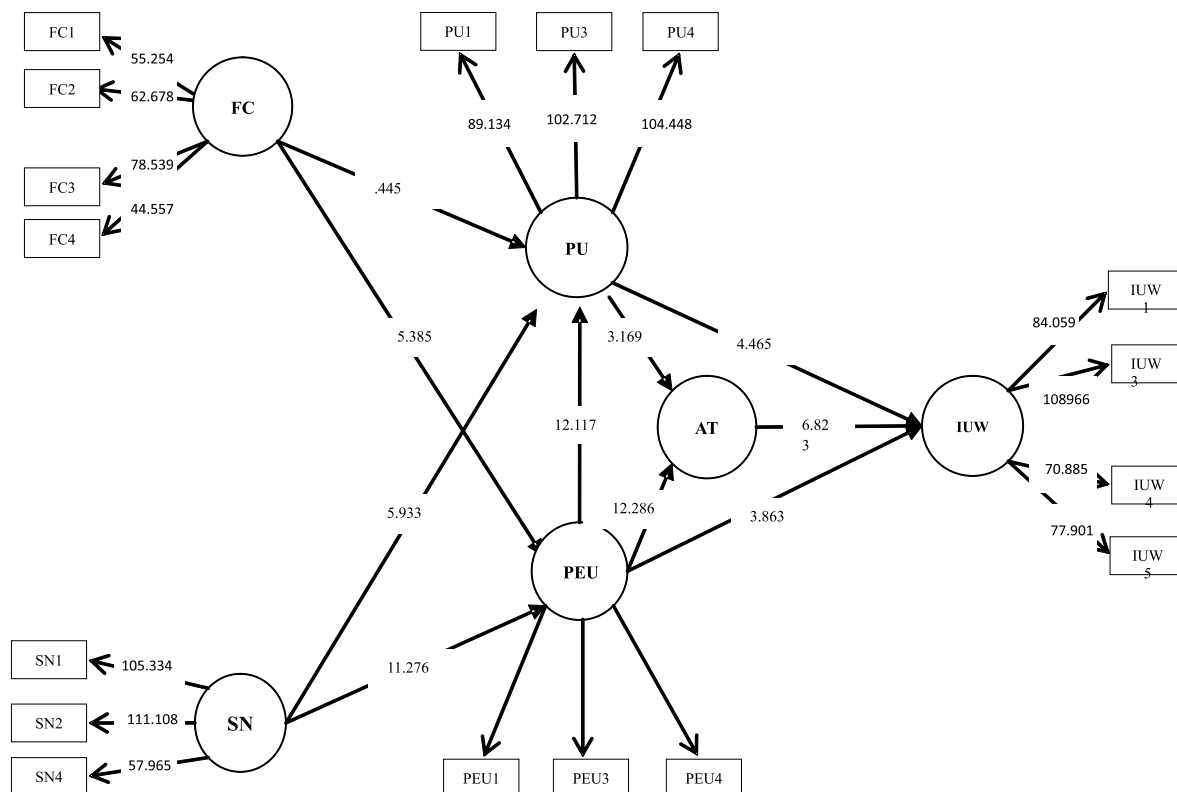 FC1
55.254
FC2
62.678
FC
FC3
78.539
FC4
44.557
PU1
PU3
PU4
89.134
102.712
104.448
.445
PU
5.385
3.169
4.465
12.117
AT
6.82
3
IUW
84.059
IUW
1
108966
IUW
3
70.885
IUW
4
77.901
IUW
5
5.933
12.286
3.863
PEU
11.276
SN1
105.334
SN2
111.108
SN
SN4
57.965
PEU1
PEU3
PEU4